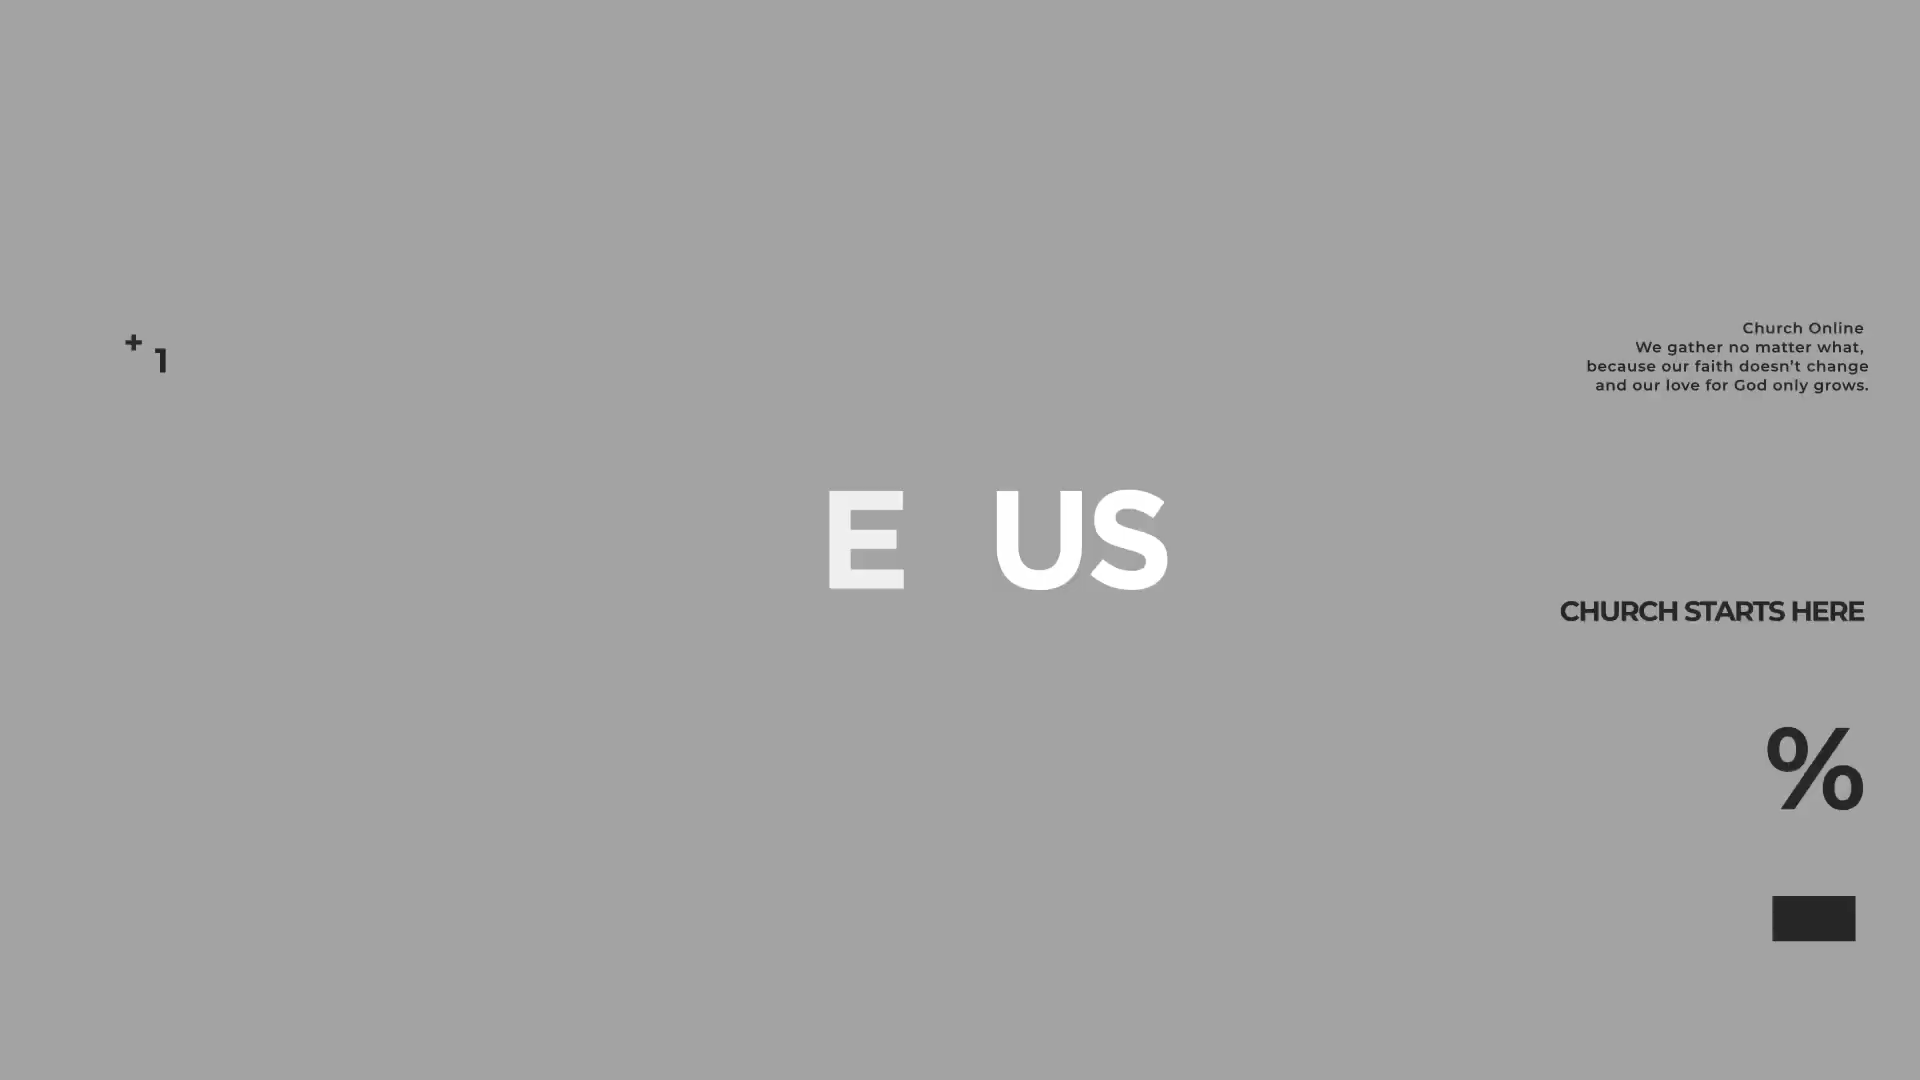 + 1
Church Online
We gather no matter what,
because our faith doesn't change
and our love for God only grows.
E US
CHURCH STARTS HERE
%